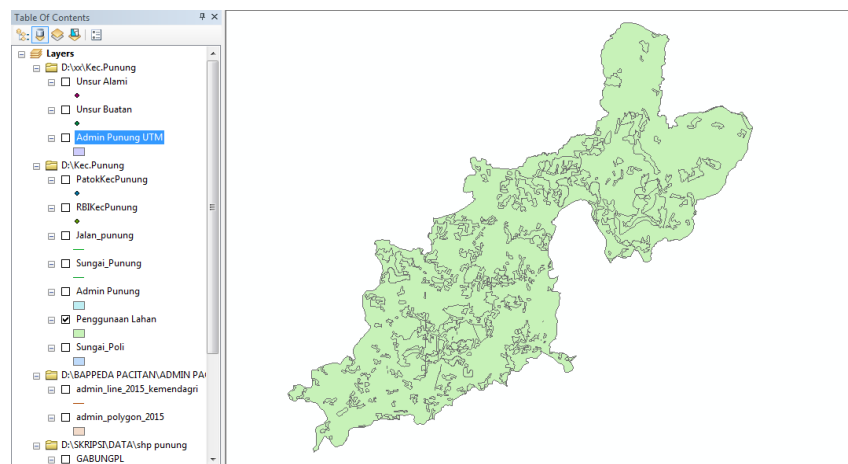 Table Of Contents
Layers
D:\xx\Kec.Punung
Unsur Alami
Unsur Buatan
Admin Punung UTM
D:\Kec.Punung
PatokKecPunung
RBIKecPunung
Jalan_punung
Sungai_Punung
Admin Punung
Penggunaan Lahan
Sungai_Poli
D:\BAPPEDA PACITAN\ADMIN PA
admin_line_2015_kemendagri
admin_polygon_2015
D:\SKRIPSI\DATA\shp punung
GABUNGPL